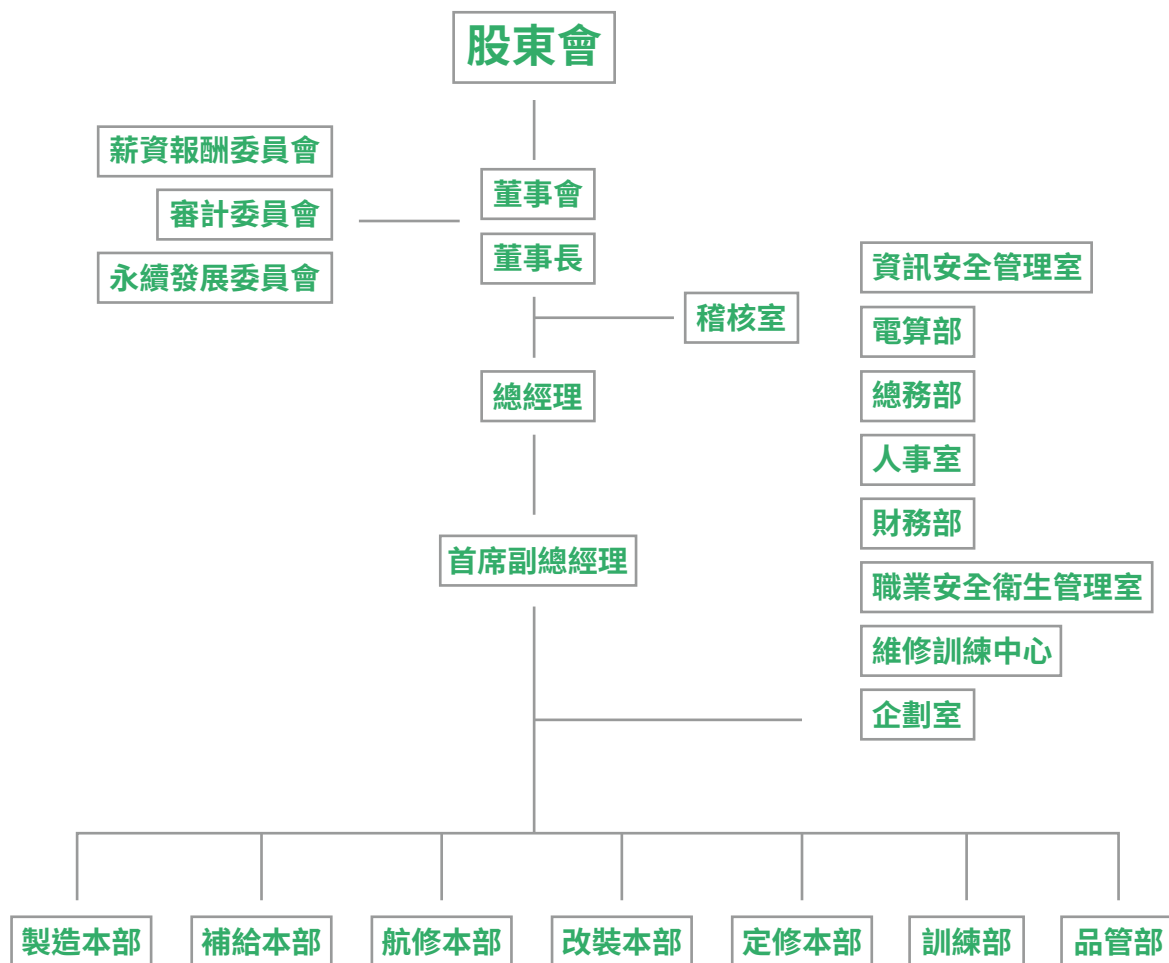 股東會
薪資報酬委員會
審計委員會
永續發展委員會
董事會
董事長
稽核室
總經理
首席副總經理
資訊安全管理室
電算部
總務部
人事室
財務部
職業安全衛生管理室
維修訓練中心
企劃室
製造本部
補給本部
航修本部
改裝本部
定修本部
訓練部
品管部